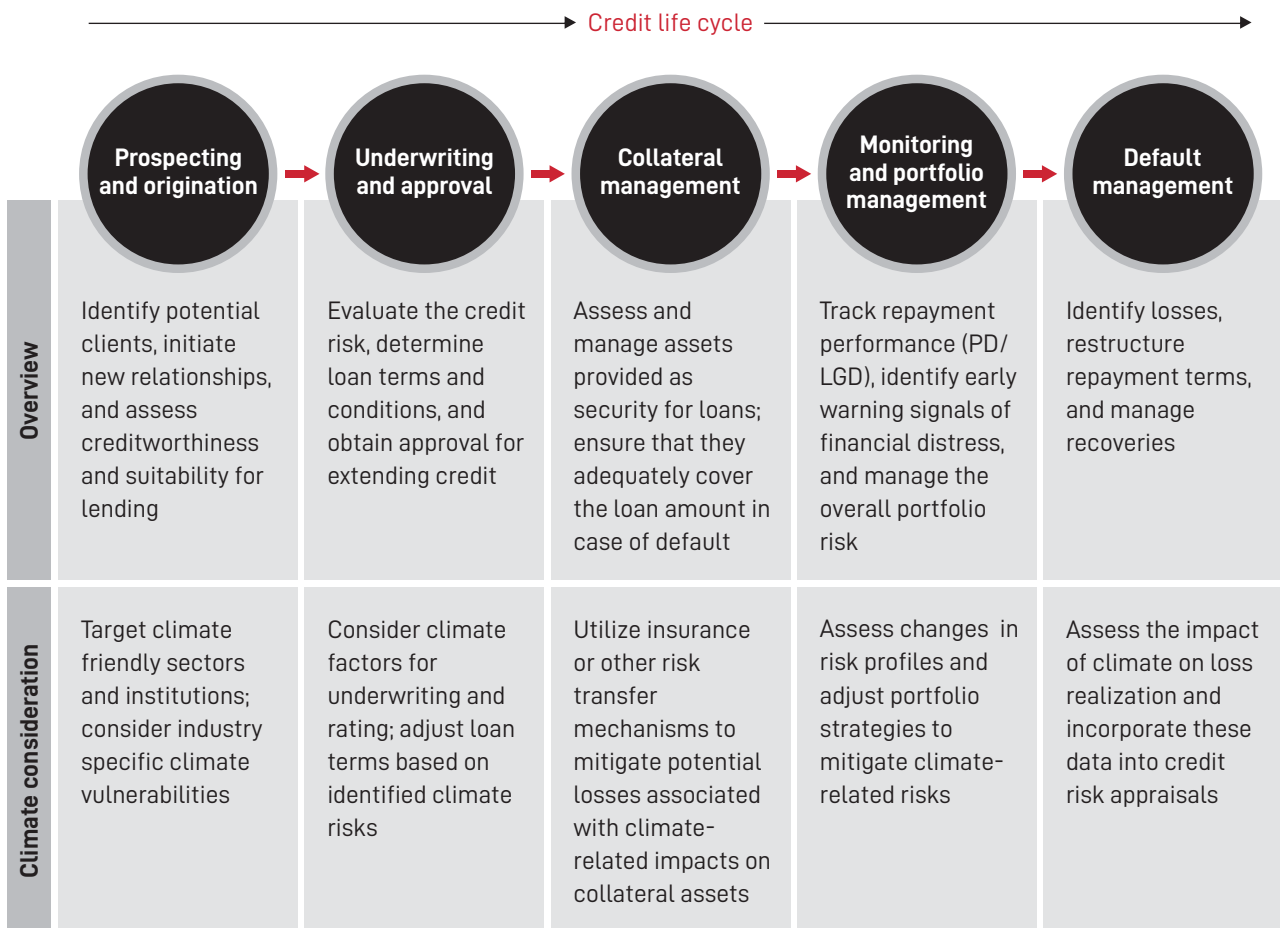 Credit life cycle
Prospecting
and origination
Underwriting
and approval
Collateral
management
Monitoring
and portfolio
management
Default
management
Overview
Identify potential
clients, initiate
new relationships,
and assess
creditworthiness
and suitability for
lending
Evaluate the credit
risk, determine
loan terms and
conditions, and
obtain approval for
extending credit
Assess and
manage assets
provided as
security for loans;
ensure that they
adequately cover
the loan amount in
case of default
Track repayment
performance (PD/
LGD), identify early
warning signals of
financial distress,
and manage the
overall portfolio
risk
Identify losses,
restructure
repayment terms,
and manage
recoveries
Climate consideration
Target climate
friendly sectors
and institutions;
consider industry
specific climate
vulnerabilities
Consider climate
factors for
underwriting and
rating; adjust loan
terms based on
identified climate
risks
Utilize insurance
or other risk
transfer
mechanisms to
mitigate potential
losses associated
with climate-
related impacts on
collateral assets
Assess changes in
risk profiles and
adjust portfolio
strategies to
mitigate climate-
related risks
Assess the impact
of climate on loss
realization and
incorporate these
data into credit
risk appraisals